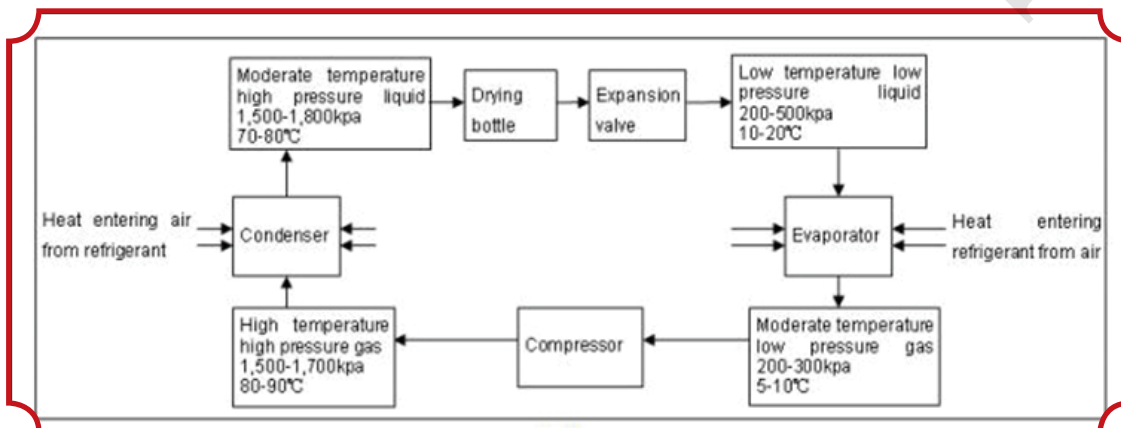 Moderate temperature
high pressure liquid
1,500-1,800kpa
70-80℃
Drying
bottle
Expansion
valve
Low temperature low
pressure liquid
200-500kpa
10-20℃
Heat entering air
from refrigerant
Condenser
Evaporator
Heat entering
refrigerant from air
High temperature
high pressure gas
1,500-1,700kpa
80-90℃
Compressor
Moderate temperature
low pressure gas
200-300kpa
5-10℃